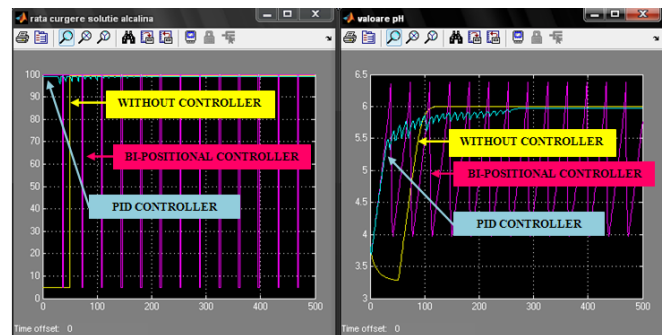 rata curgere solutie alcalina
100
90
80
70
60
50
40
30
20
10
0
0 100 200 300 400 500
WITHOUT CONTROLLER
BI-POSITIONAL CONTROLLER
PID CONTROLLER
Time offset: 0
valoare pH
6.5
6
5.5
5
4.5
4
3.5
3
0 100 200 300 400 500
WITHOUT CONTROLLER
BI-POSITIONAL CONTROLLER
PID CONTROLLER
Time offset: 0